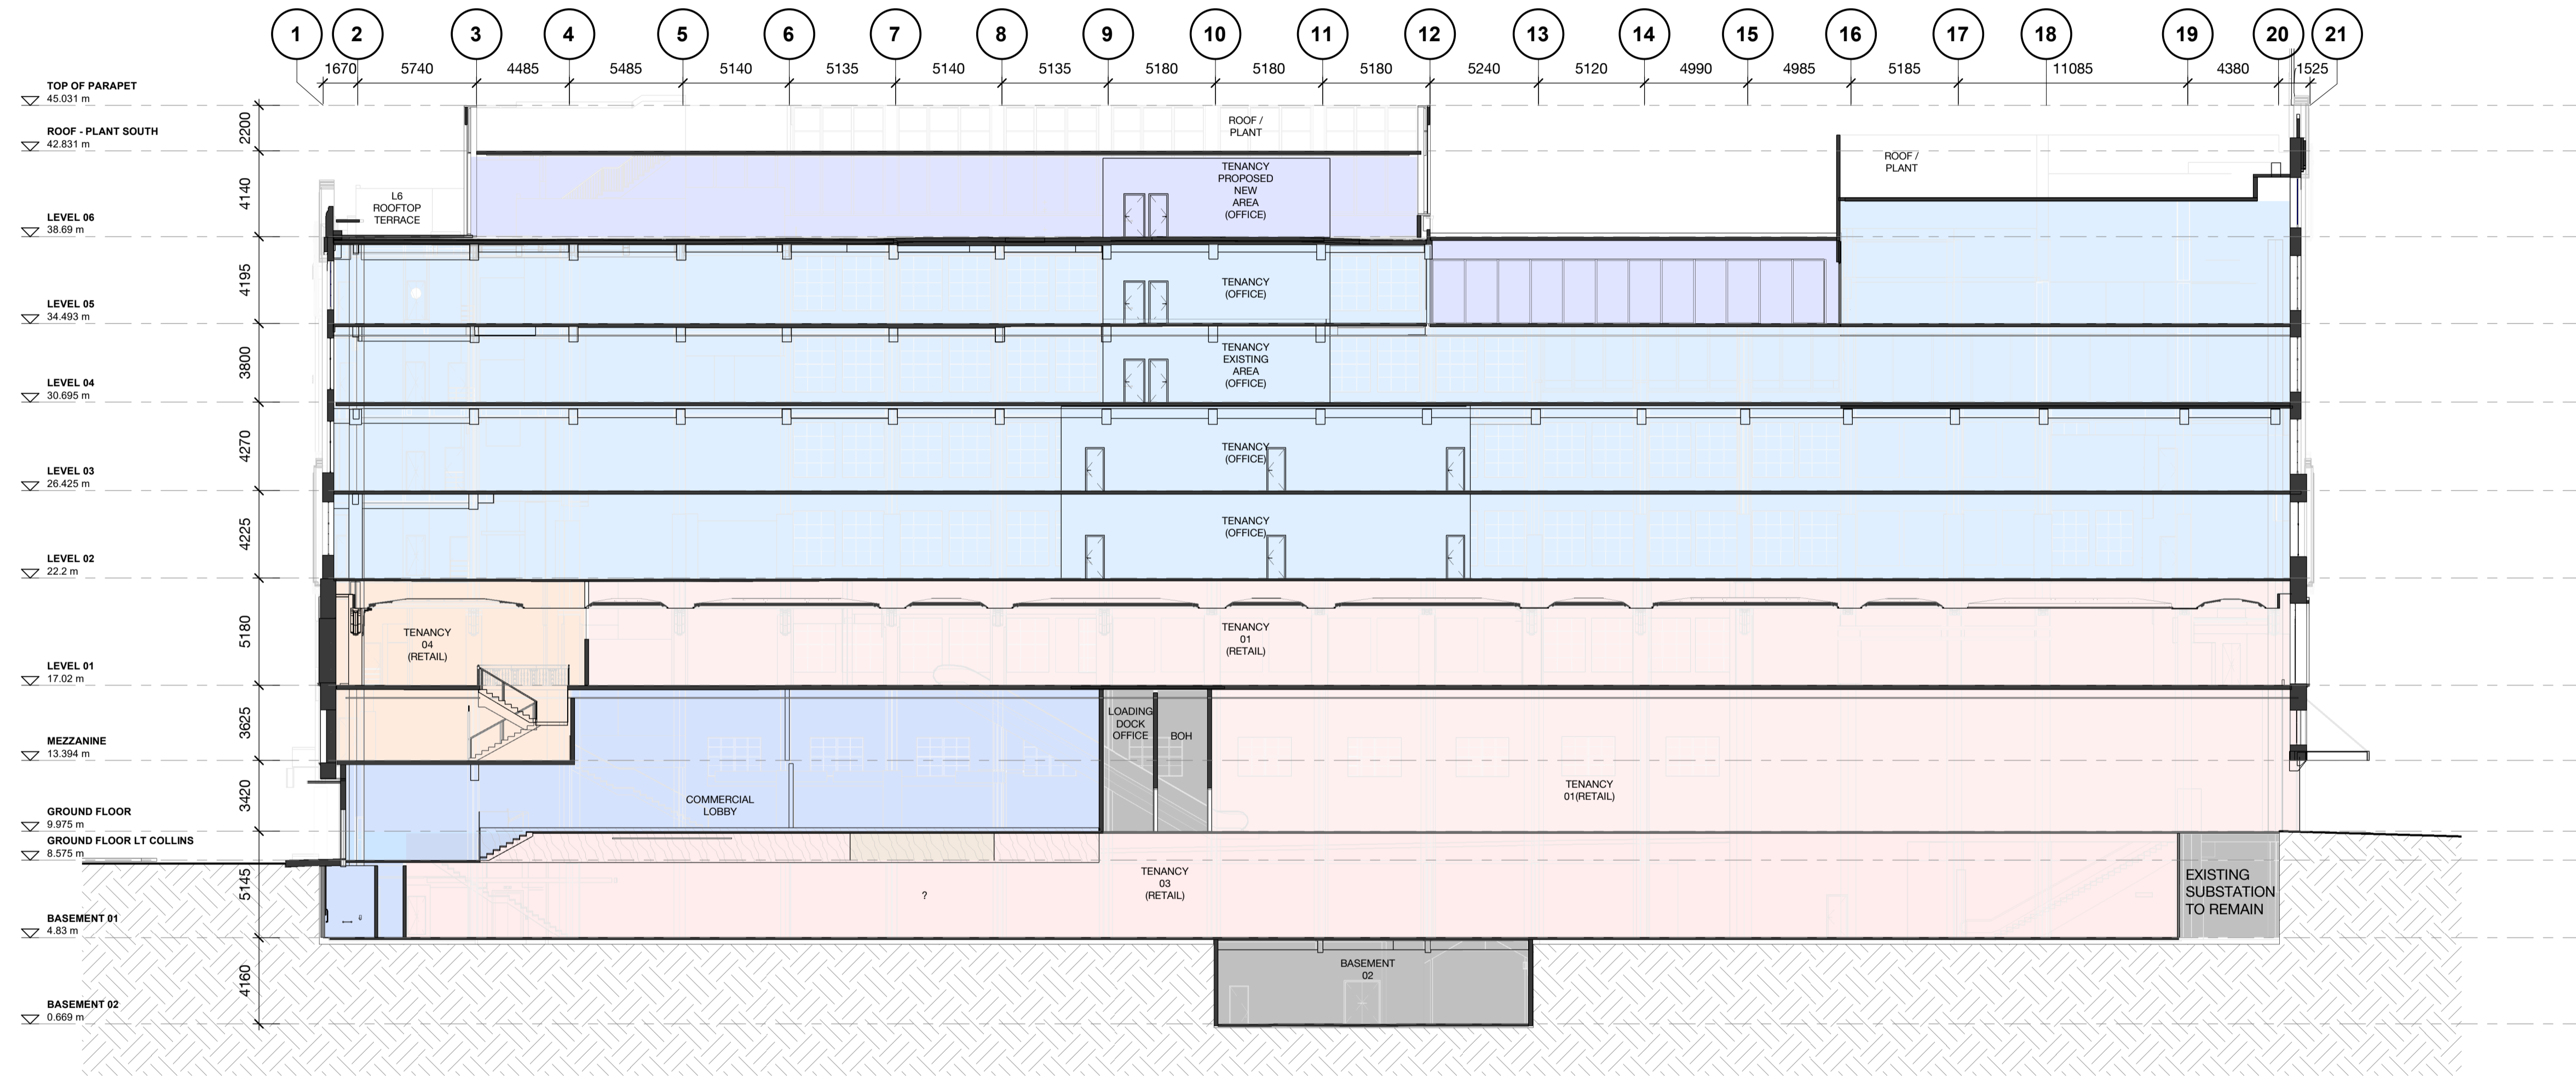 1 2 3 4 5 6 7 8 9 10 11 12 13 14 15 16 17 18 19 20 21
1670 5740 4485 5485 5140 5135 5140 5135 5180 5180 5180 5240 5120 4990 4985 5185 11085 4380 1525
TOP OF PARAPET
45.031 m
2200
ROOF /
PLANT
ROOF - PLANT SOUTH
42.831 m
ROOF /
PLANT
4140
TENANCY
PROPOSED
NEW
AREA
(OFFICE)
L6
ROOFTOP
TERRACE
LEVEL 06
38.69 m
4195
TENANCY
(OFFICE)
LEVEL 05
34.493 m
3800
TENANCY
EXISTING
AREA
(OFFICE)
LEVEL 04
30.695 m
4270
TENANCY
(OFFICE)
LEVEL 03
26.425 m
4225
TENANCY
(OFFICE)
LEVEL 02
22.2 m
5180
TENANCY
04
(RETAIL)
TENANCY
01
(RETAIL)
LEVEL 01
17.02 m
3625
LOADING
DOCK
OFFICE
BOH
MEZZANINE
13.394 m
3420
COMMERCIAL
LOBBY
TENANCY
01(RETAIL)
GROUND FLOOR
9.975 m
GROUND FLOOR LT COLLINS
8.575 m
5145
?
TENANCY
03
(RETAIL)
EXISTING
SUBSTATION
TO REMAIN
BASEMENT 01
4.83 m
4160
BASEMENT
02
BASEMENT 02
0.669 m